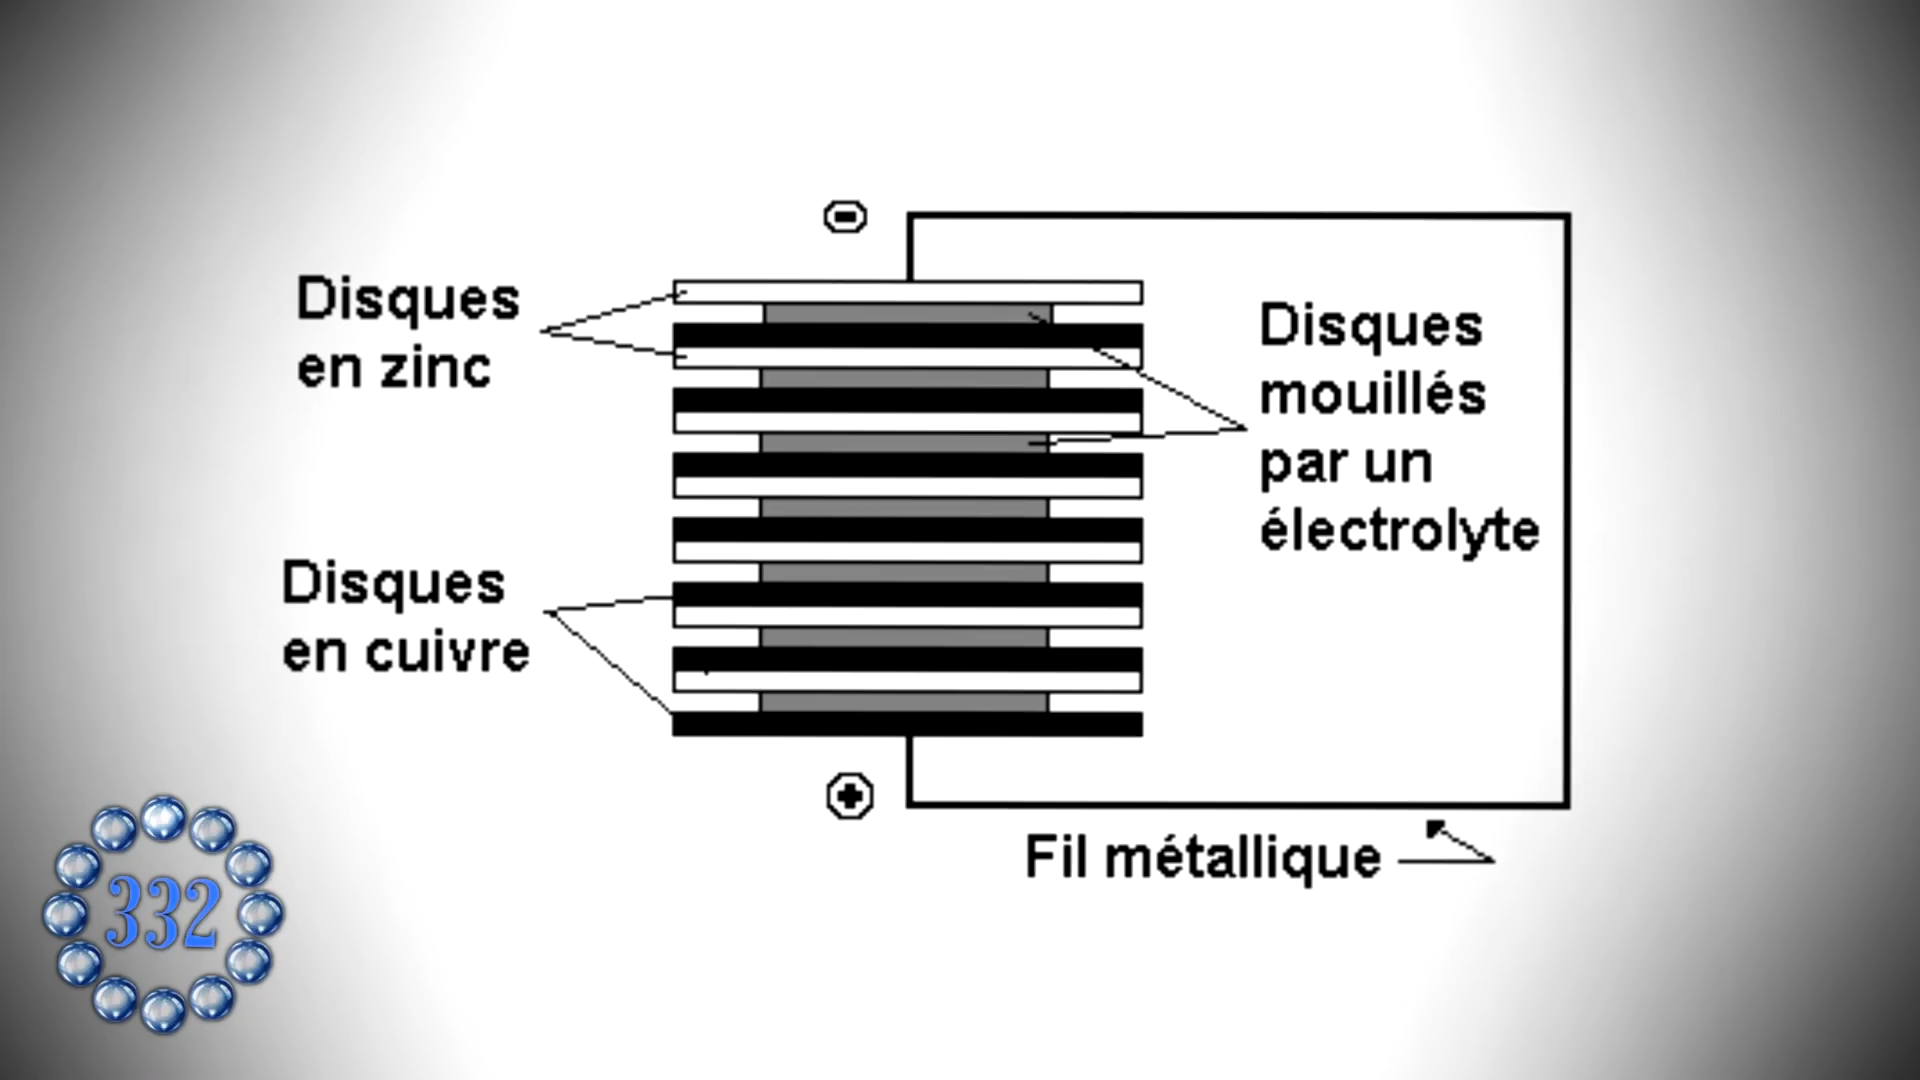 Disques
en zinc
Disques
mouillés
par un
électrolyte
Disques
en cuivre
Fil métallique
332